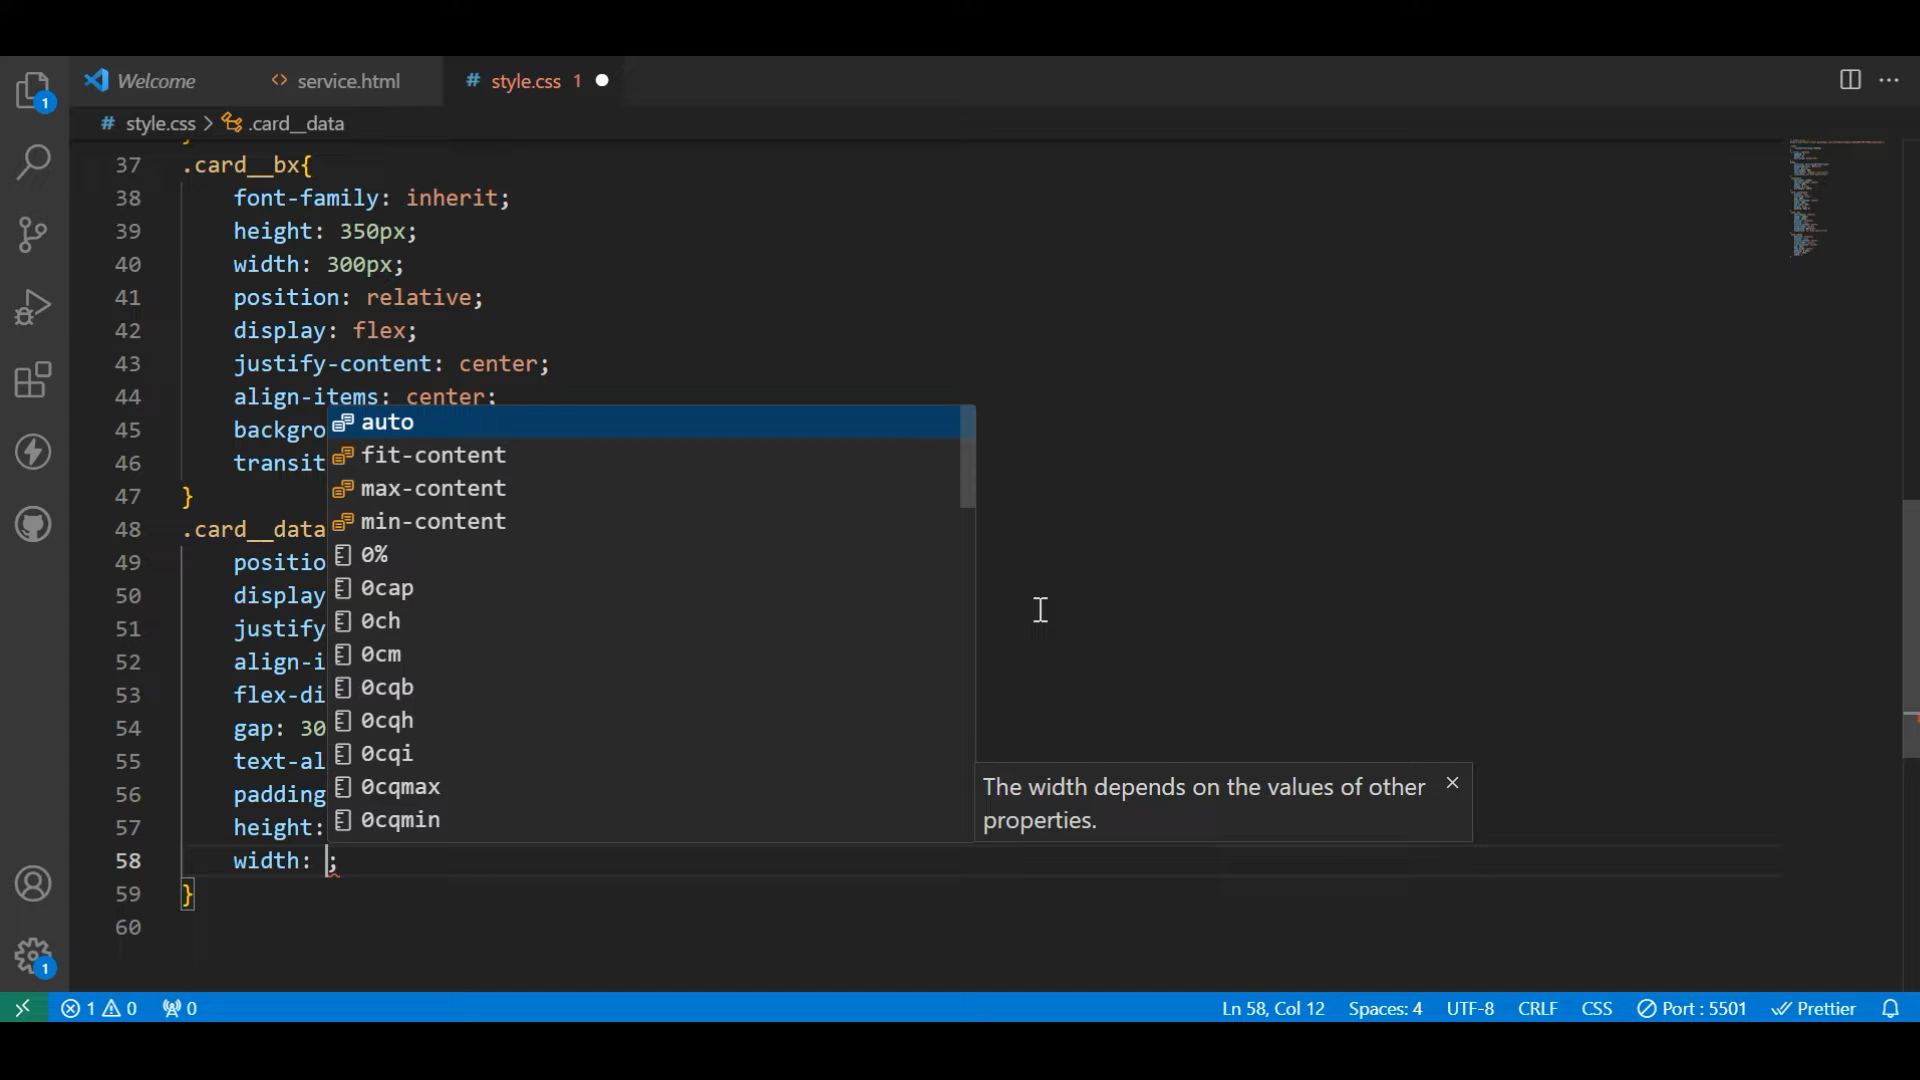 Welcome
service.html
style.css 1
style.css > .card__data
37 .card__bx{
38 font-family: inherit;
39 height: 350px;
40 width: 300px;
41 position: relative;
42 display: flex;
43 justify-content: center;
44 align-items: center;
45 backgro
46 transit
47 }
48 .card__data
49 positio
50 display
51 justify
52 align-i
53 flex-di
54 gap: 30
55 text-al
56 padding
57 height:
58 width: ;
59 }
60
auto
fit-content
max-content
min-content
0%
0cap
0ch
0cm
0cqb
0cqh
0cqi
0cqmax
0cqmin
The width depends on the values of other
properties.
1
1
1 0 0
Ln 58, Col 12 Spaces: 4 UTF-8 CRLF CSS Port : 5501 Prettier